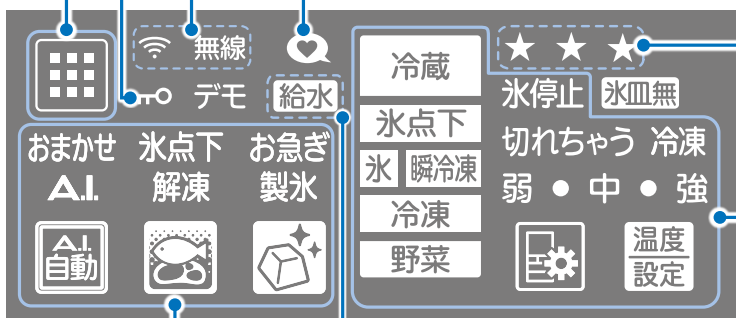 無線
デモ 給水
おまかせ A.I.
氷点下 解凍
お急ぎ 製氷
A.I. 自動
冷蔵
氷点下
氷 瞬冷凍
冷凍
野菜
★ ★ ★
氷停止 氷皿無
切れちゃう 冷凍
弱 ● 中 ● 強
温度
設定